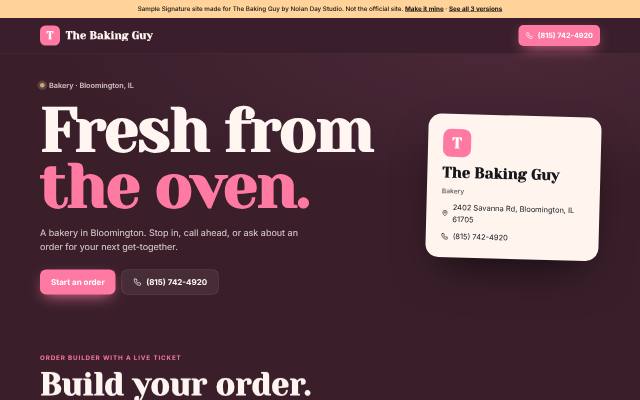 Sample Signature site made for The Baking Guy by Nolan Day Studio. Not the official site. Make it mine · See all 3 versions
T The Baking Guy
(815) 742-4920
Bakery · Bloomington, IL
Fresh from
the oven.
A bakery in Bloomington. Stop in, call ahead, or ask about an
order for your next get-together.
Start an order
(815) 742-4920
T
The Baking Guy
Bakery
2402 Savanna Rd, Bloomington, IL
61705
(815) 742-4920
ORDER BUILDER WITH A LIVE TICKET
Build your order.